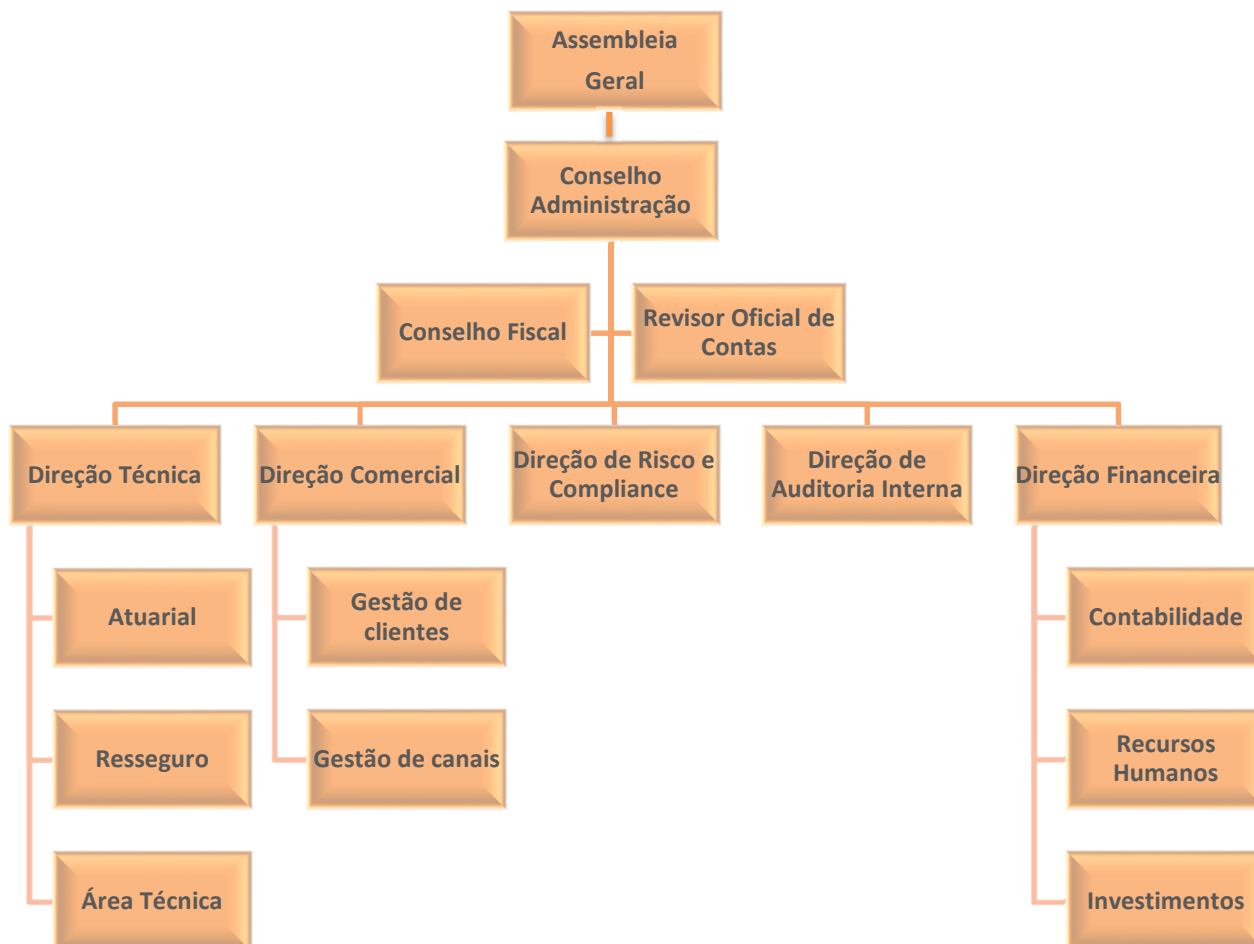 Assembleia
Geral
Conselho
Administração
Conselho Fiscal
Revisor Oficial de
Contas
Direção Técnica
Direção Comercial
Direção de Risco e
Compliance
Direção de
Auditoria Interna
Direção Financeira
Atuarial
Gestão de
clientes
Contabilidade
Resseguro
Gestão de canais
Recursos
Humanos
Área Técnica
Investimentos